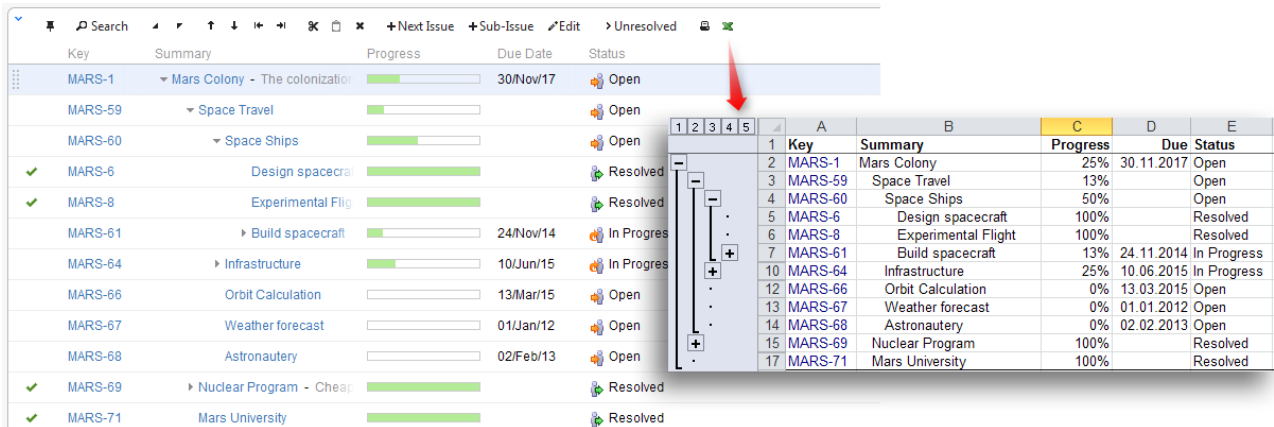 Search +Next Issue +Sub-Issue Edit Unresolved
Key Summary Progress Due Date Status
MARS-1 Mars Colony - The colonization 30/Nov/17 Open
MARS-59 Space Travel Open
MARS-60 Space Ships Open
MARS-6 Design spacecra Resolved
MARS-8 Experimental Flig Resolved
MARS-61 Build spacecraft 24/Nov/14 In Progres
MARS-64 Infrastructure 10/Jun/15 In Progres
MARS-66 Orbit Calculation 13/Mar/15 Open
MARS-67 Weather forecast 01/Jan/12 Open
MARS-68 Astronautery 02/Feb/13 Open
MARS-69 Nuclear Program - Cheap Resolved
MARS-71 Mars University Resolved
1 2 3 4 5 A B C D E
1 Key Summary Progress Due Status
2 MARS-1 Mars Colony 25% 30.11.2017 Open
3 MARS-59 Space Travel 13% Open
4 MARS-60 Space Ships 50% Open
5 MARS-6 Design spacecraft 100% Resolved
6 MARS-8 Experimental Flight 100% Resolved
7 MARS-61 Build spacecraft 13% 24.11.2014 In Progress
10 MARS-64 Infrastructure 25% 10.06.2015 In Progress
12 MARS-66 Orbit Calculation 0% 13.03.2015 Open
13 MARS-67 Weather forecast 0% 01.01.2012 Open
14 MARS-68 Astronautery 0% 02.02.2013 Open
15 MARS-69 Nuclear Program 100% Resolved
17 MARS-71 Mars University 100% Resolved